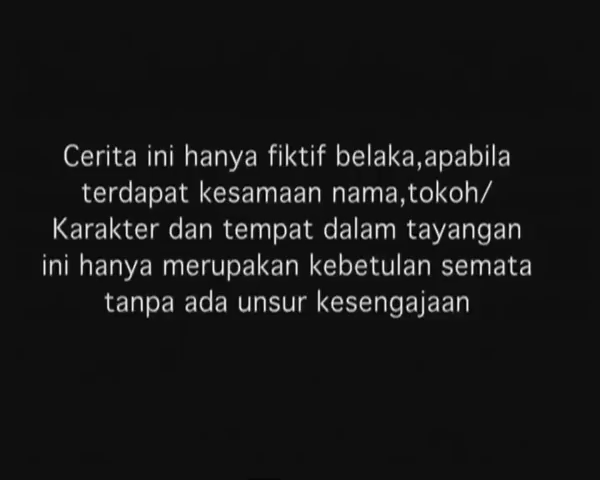 Cerita ini hanya fiktif belaka,apabila
terdapat kesamaan nama,tokoh/
Karakter dan tempat dalam tayangan
ini hanya merupakan kebetulan semata
tanpa ada unsur kesengajaan